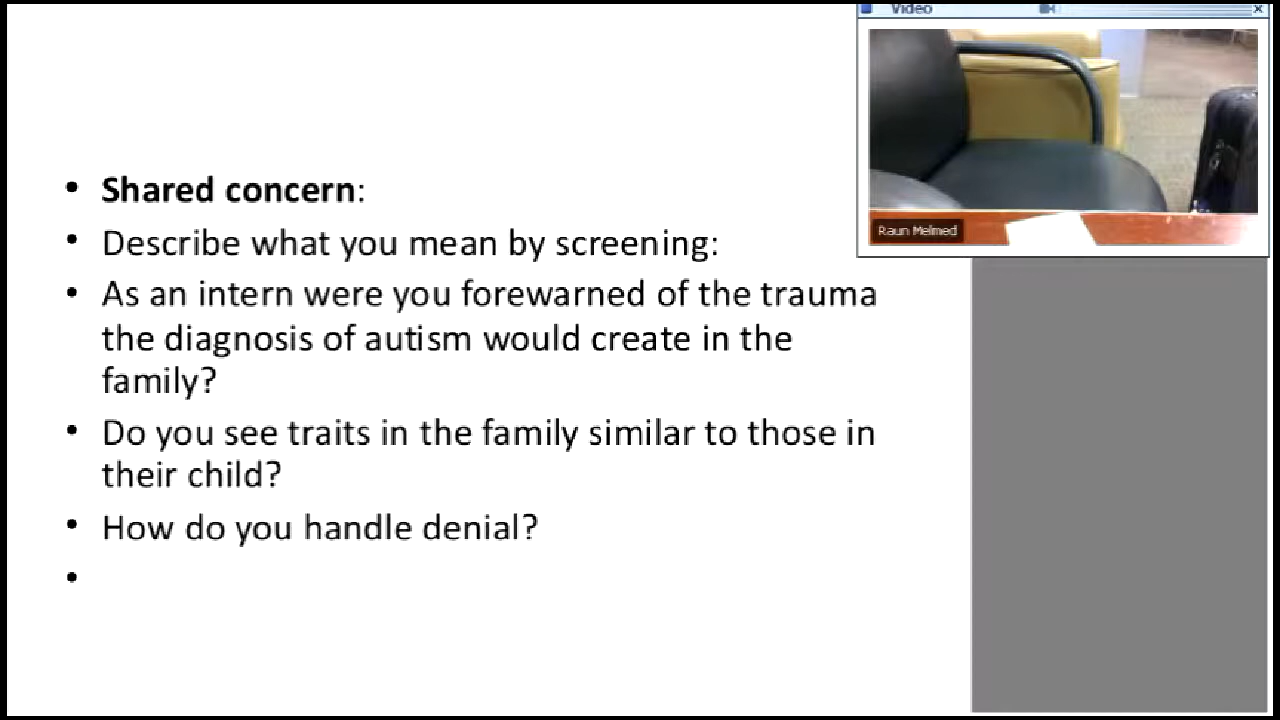 Video
Raun Melmed
• Shared concern:
• Describe what you mean by screening:
• As an intern were you forewarned of the trauma
the diagnosis of autism would create in the
family?
• Do you see traits in the family similar to those in
their child?
• How do you handle denial?
•